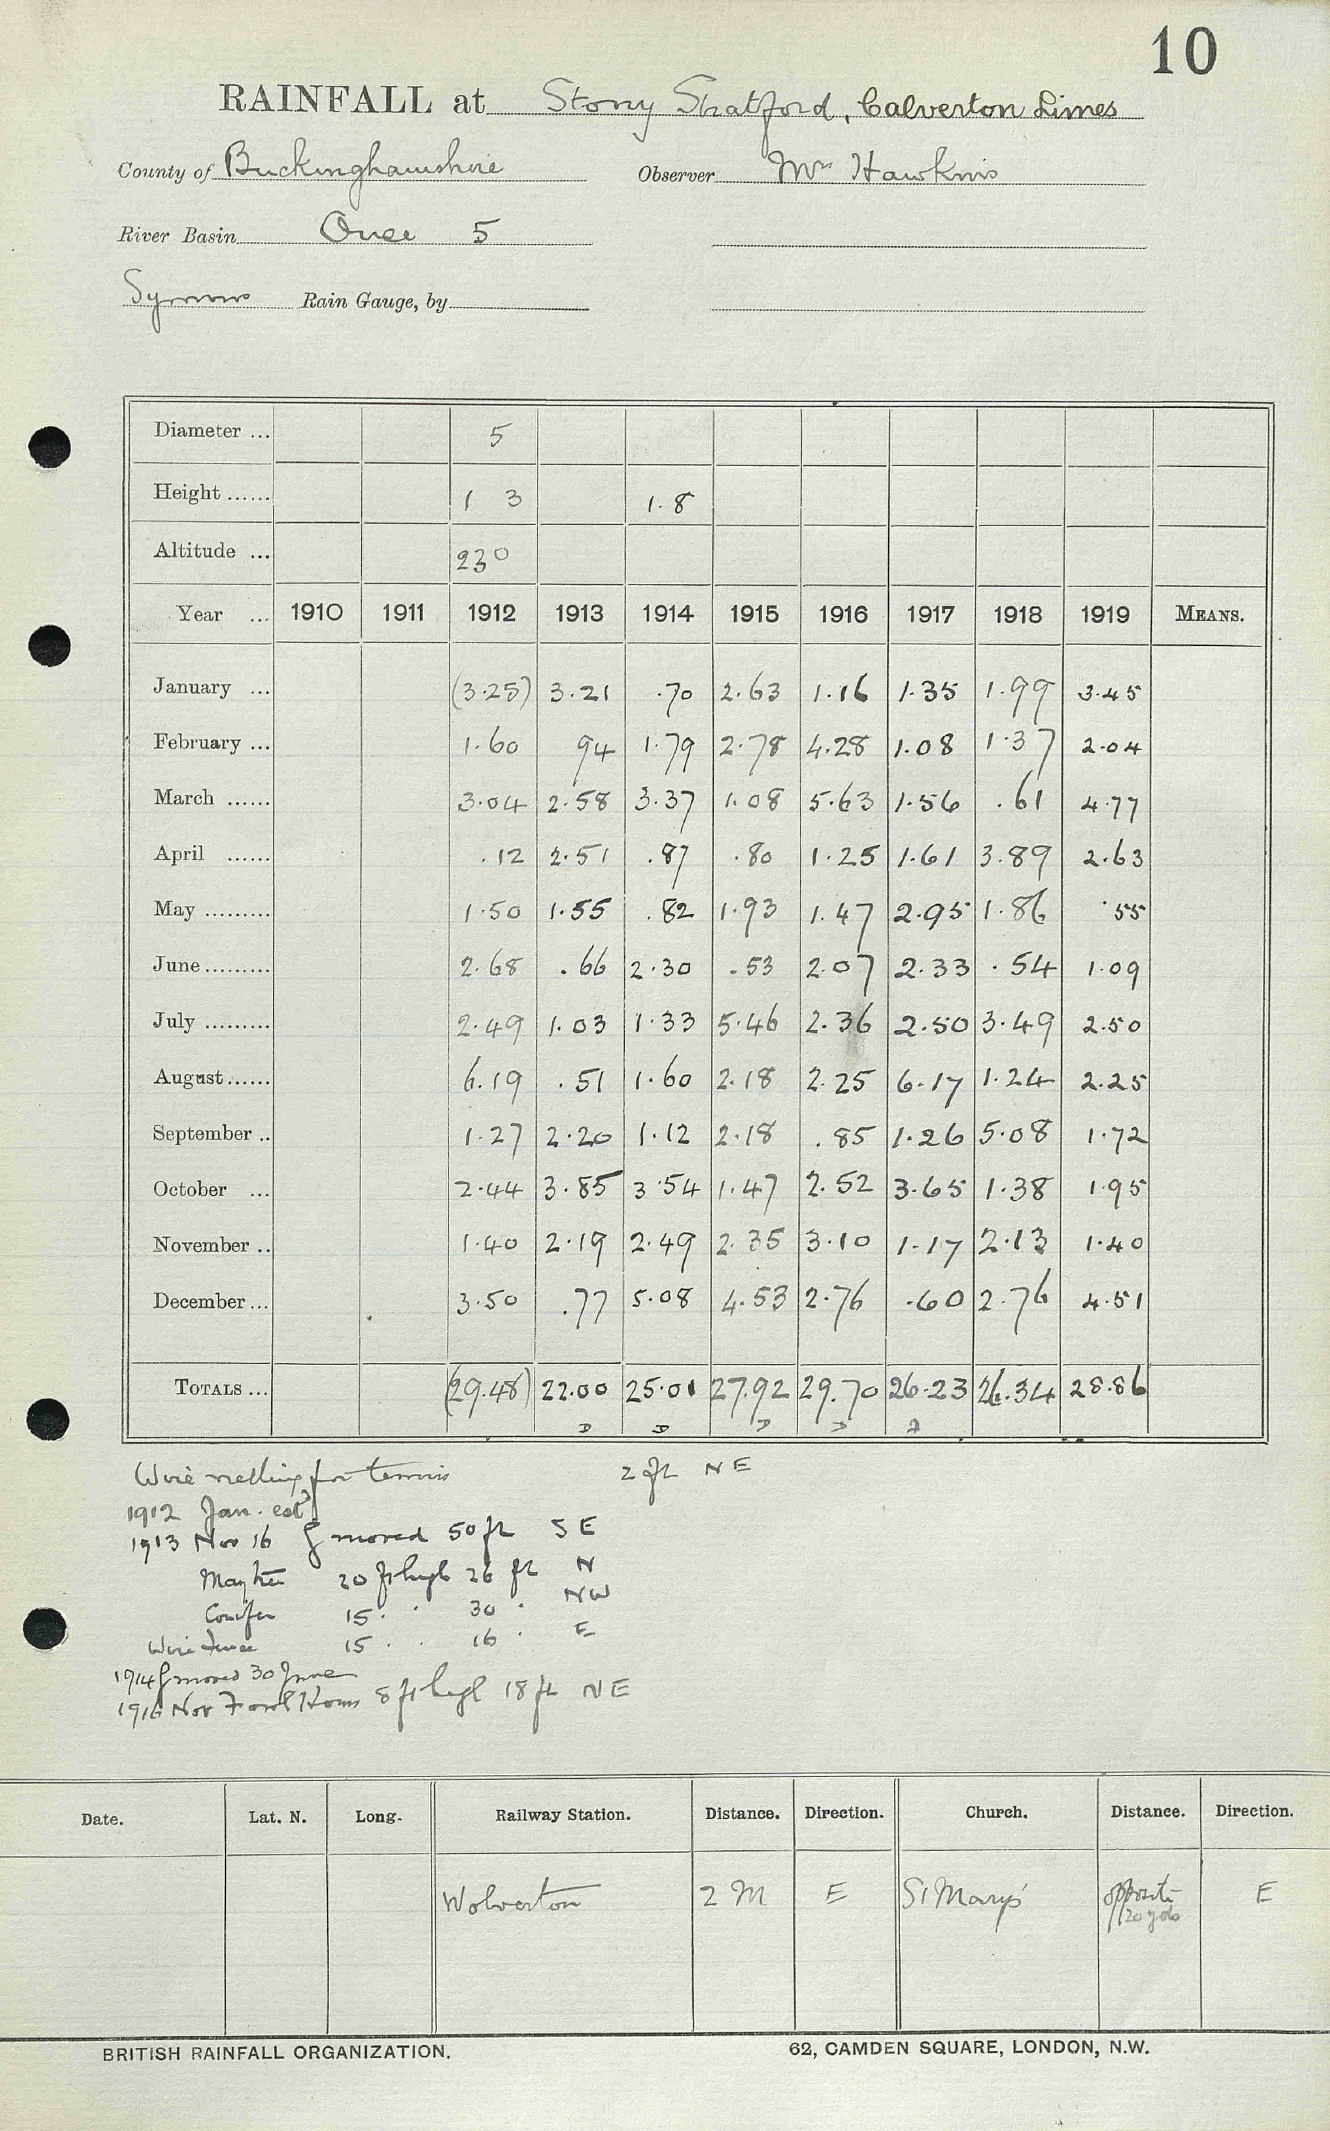 10
RAINFALL at Stony Stratford, Calverton Limes
County of Buckinghamshire Observer Mrs Hawkins
River Basin Ouse 5
Symons Rain Gauge, by
Diameter ... 5
Height ...... 1 3 1.8
Altitude ... 230
Year ... 1910 1911 1912 1913 1914 1915 1916 1917 1918 1919 MEANS.
January ... (3.25) 3.21 .70 2.63 1.16 1.35 1.99 3.45
February ... 1.60 94 1.79 2.78 4.28 1.08 1.37 2.04
March ...... 3.04 2.58 3.37 1.08 5.63 1.56 .61 4.77
April ...... .12 2.51 .87 .80 1.25 1.61 3.89 2.63
May ......... 1.50 1.55 .82 1.93 1.47 2.95 1.86 .55
June ......... 2.68 .66 2.30 .53 2.07 2.33 .54 1.09
July ......... 2.49 1.03 1.33 5.46 2.36 2.50 3.49 2.50
August ...... 6.19 .51 1.60 2.18 2.25 6.17 1.24 2.25
September .. 1.27 2.20 1.12 2.18 .85 1.26 5.08 1.72
October ... 2.44 3.85 3.54 1.47 2.52 3.65 1.38 1.95
November .. 1.40 2.19 2.49 2.35 3.10 1.17 2.13 1.40
December ... 3.50 .77 5.08 4.53 2.76 .60 2.76 4.51
TOTALS ... (29.48) 22.00 25.01 27.92 29.70 26.23 26.34 28.86
Wire netting for tennis 2 ft NE
1912 Jan. estd
1913 Nov 16 G moved 50 ft SE
May tree 20 ft high 26 ft N
Conifer 15 " " 30 " NW
Wire fence 15 " " 16 " E
1914 G moved 30 June
1916 Nov Fowl House 8 ft high 18 ft NE
Date. Lat. N. Long. Railway Station. Distance. Direction. Church. Distance. Direction.
Wolverton 2 M E St Mary's opposite E
20 yds
BRITISH RAINFALL ORGANIZATION. 62, CAMDEN SQUARE, LONDON, N.W.